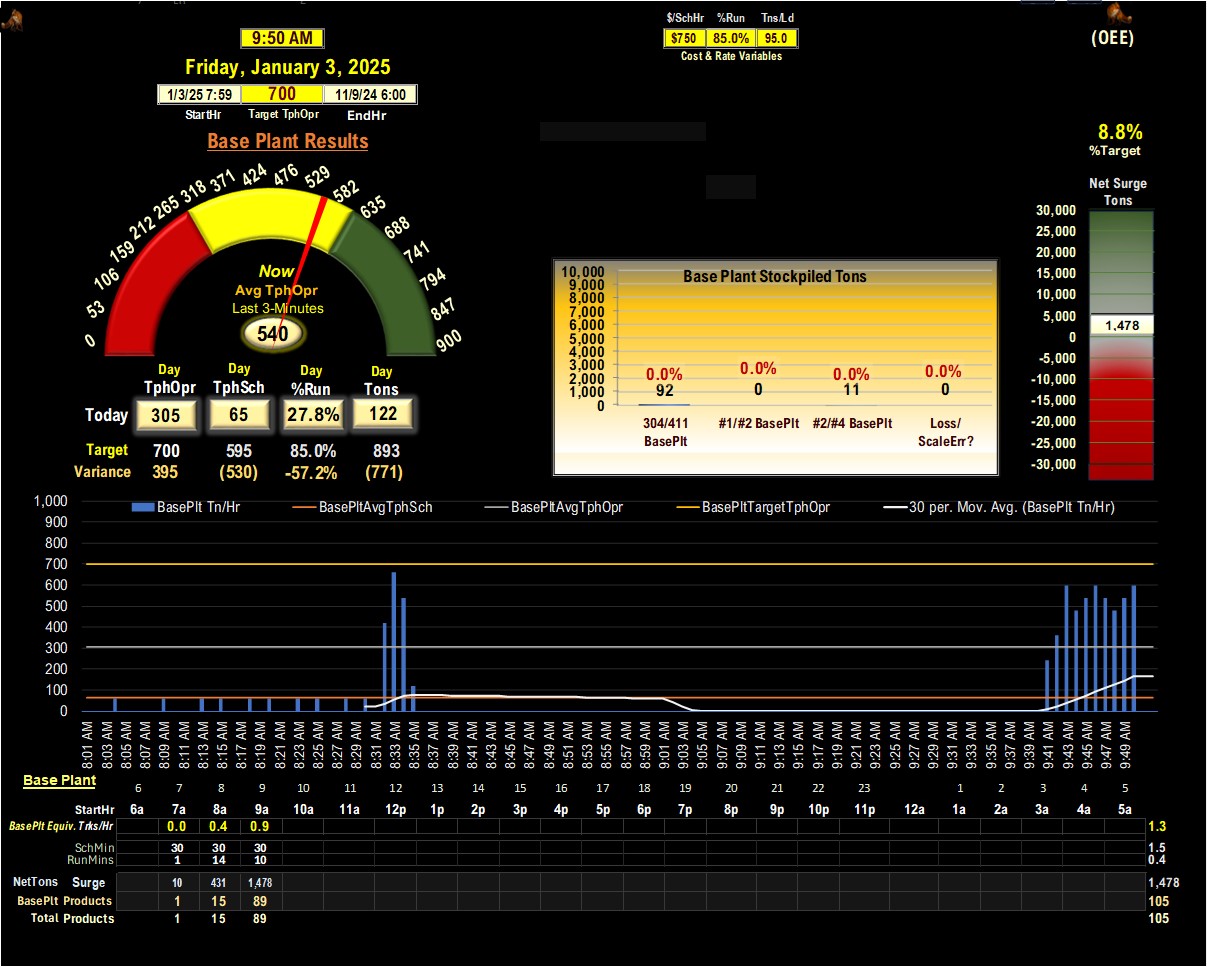 $/SchHr %Run Tns/Ld
9:50 AM
$750 85.0% 95.0
(OEE)
Cost & Rate Variables
Friday, January 3, 2025
1/3/25 7:59 700 11/9/24 6:00
StartHr Target TphOpr EndHr
Base Plant Results
8.8%
%Target
Net Surge
Tons
0 53 106 159 212 265 318 371 424 476 529 582 635 688 741 794 847 900
Now
Avg TphOpr
Last 3-Minutes
540
30,000
25,000
20,000
15,000
10,000
5,000
0
-5,000
-10,000
-15,000
-20,000
-25,000
-30,000
1,478
Base Plant Stockpiled Tons
10,000
9,000
8,000
7,000
6,000
5,000
4,000
3,000
2,000
1,000
0
0.0% 0.0% 0.0% 0.0%
92 0 11 0
304/411 BasePlt
#1/#2 BasePlt
#2/#4 BasePlt
Loss/ ScaleErr?
Day Day Day Day
TphOpr TphSch %Run Tons
Today 305 65 27.8% 122
Target 700 595 85.0% 893
Variance 395 (530) -57.2% (771)
BasePlt Tn/Hr BasePltAvgTphSch BasePltAvgTphOpr BasePltTargetTphOpr 30 per. Mov. Avg. (BasePlt Tn/Hr)
1,000
900
800
700
600
500
400
300
200
100
0
8:01 AM 8:03 AM 8:05 AM 8:07 AM 8:09 AM 8:11 AM 8:13 AM 8:15 AM 8:17 AM 8:19 AM 8:21 AM 8:23 AM 8:25 AM 8:27 AM 8:29 AM 8:31 AM 8:33 AM 8:35 AM 8:37 AM 8:39 AM 8:41 AM 8:43 AM 8:45 AM 8:47 AM 8:49 AM 8:51 AM 8:53 AM 8:55 AM 8:57 AM 8:59 AM 9:01 AM 9:03 AM 9:05 AM 9:07 AM 9:09 AM 9:11 AM 9:13 AM 9:15 AM 9:17 AM 9:19 AM 9:21 AM 9:23 AM 9:25 AM 9:27 AM 9:29 AM 9:31 AM 9:33 AM 9:35 AM 9:37 AM 9:39 AM 9:41 AM 9:43 AM 9:45 AM 9:47 AM 9:49 AM
Base Plant
6 7 8 9 10 11 12 13 14 15 16 17 18 19 20 21 22 23 1 2 3 4 5
StartHr 6a 7a 8a 9a 10a 11a 12p 1p 2p 3p 4p 5p 6p 7p 8p 9p 10p 11p 12a 1a 2a 3a 4a 5a
BasePlt Equiv. Trks/Hr 0.0 0.4 0.9 1.3
SchMin 30 30 30 1.5
RunMins 1 14 10 0.4
NetTons Surge 10 431 1,478 1,478
BasePlt Products 1 15 89 105
Total Products 1 15 89 105